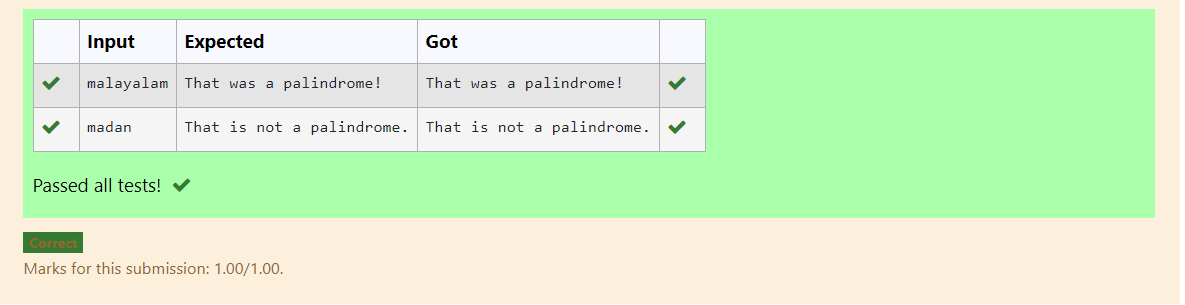 Input Expected Got
malayalam That was a palindrome! That was a palindrome!
madan That is not a palindrome. That is not a palindrome.
Passed all tests!
Correct
Marks for this submission: 1.00/1.00.